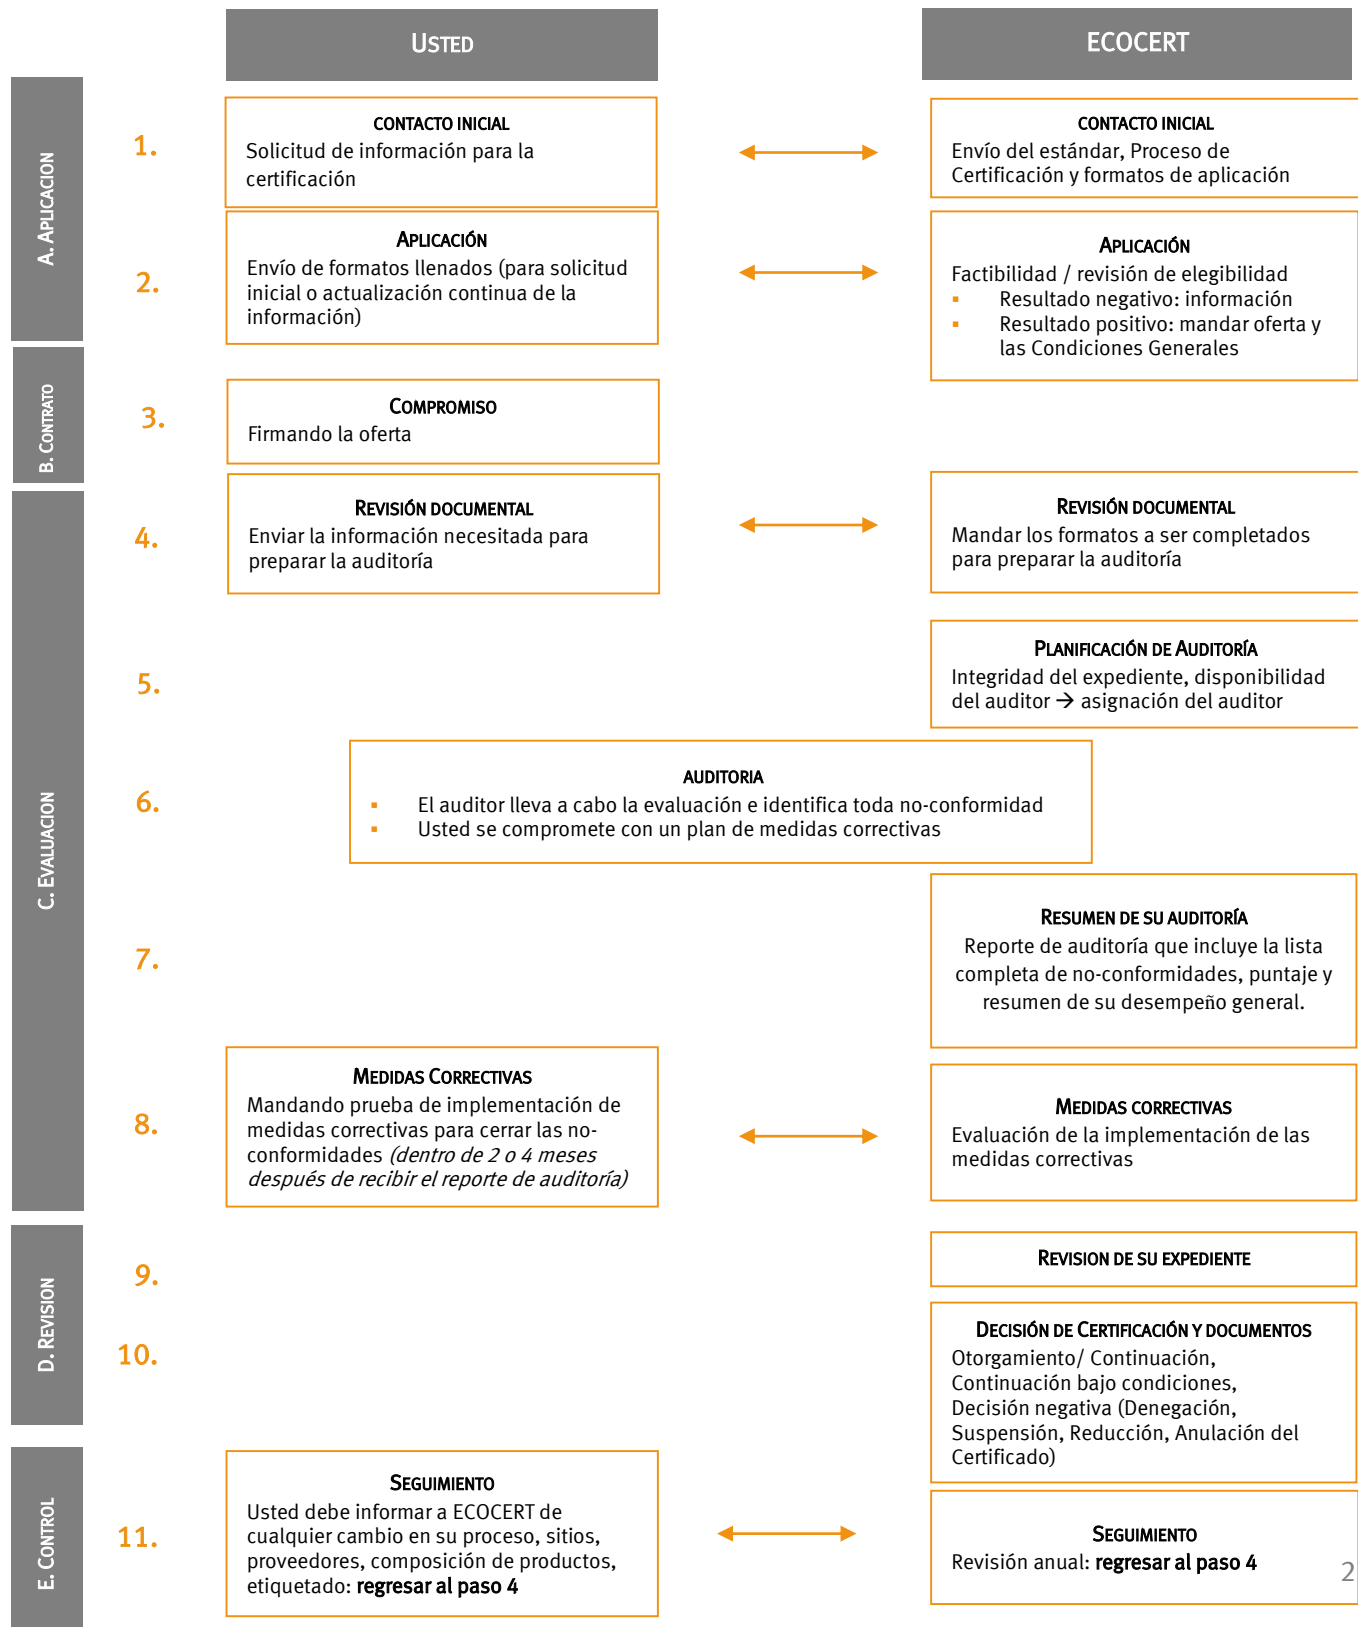 USTED
ECOCERT
A. APLICACION
1.
CONTACTO INICIAL
Solicitud de información para la
certificación
CONTACTO INICIAL
Envío del estándar, Proceso de
Certificación y formatos de aplicación
2.
APLICACIÓN
Envío de formatos llenados (para solicitud
inicial o actualización continua de la
información)
APLICACIÓN
Factibilidad / revisión de elegibilidad
▪ Resultado negativo: información
▪ Resultado positivo: mandar oferta y
las Condiciones Generales
B. CONTRATO
3.
COMPROMISO
Firmando la oferta
C. EVALUACION
4.
REVISIÓN DOCUMENTAL
Enviar la información necesitada para
preparar la auditoría
REVISIÓN DOCUMENTAL
Mandar los formatos a ser completados
para preparar la auditoría
5.
PLANIFICACIÓN DE AUDITORÍA
Integridad del expediente, disponibilidad
del auditor → asignación del auditor
6.
AUDITORIA
▪ El auditor lleva a cabo la evaluación e identifica toda no-conformidad
▪ Usted se compromete con un plan de medidas correctivas
7.
RESUMEN DE SU AUDITORÍA
Reporte de auditoría que incluye la lista
completa de no-conformidades, puntaje y
resumen de su desempeño general.
8.
MEDIDAS CORRECTIVAS
Mandando prueba de implementación de
medidas correctivas para cerrar las no-
conformidades (dentro de 2 o 4 meses
después de recibir el reporte de auditoría)
MEDIDAS CORRECTIVAS
Evaluación de la implementación de las
medidas correctivas
D. REVISION
9.
REVISION DE SU EXPEDIENTE
10.
DECISIÓN DE CERTIFICACIÓN Y DOCUMENTOS
Otorgamiento/ Continuación,
Continuación bajo condiciones,
Decisión negativa (Denegación,
Suspensión, Reducción, Anulación del
Certificado)
E. CONTROL
11.
SEGUIMIENTO
Usted debe informar a ECOCERT de
cualquier cambio en su proceso, sitios,
proveedores, composición de productos,
etiquetado: regresar al paso 4
SEGUIMIENTO
Revisión anual: regresar al paso 4
2